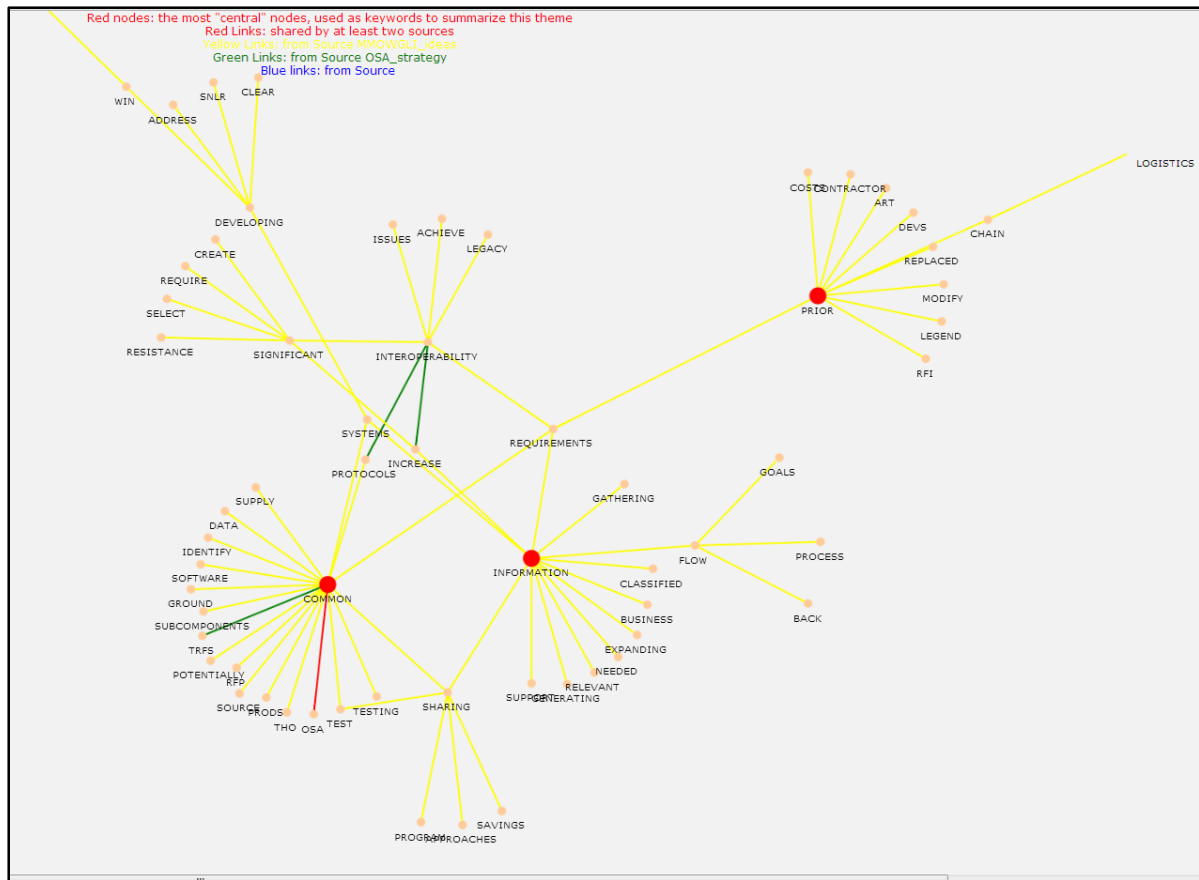 Red nodes: the most "central" nodes, used as keywords to summarize this theme
Red Links: shared by at least two sources
Yellow Links: from Source MMOWGLI_ideas
Green Links: from Source OSA_strategy
Blue links: from Source
WIN
ADDRESS
SNLR
CLEAR
DEVELOPING
CREATE
REQUIRE
SELECT
RESISTANCE
SIGNIFICANT
ISSUES
ACHIEVE
LEGACY
INTEROPERABILITY
COSTS
CONTRACTOR
ART
DEVS
CHAIN
LOGISTICS
REPLACED
MODIFY
LEGEND
RFI
PRIOR
SYSTEMS
PROTOCOLS
INCREASE
REQUIREMENTS
SUPPLY
DATA
IDENTIFY
SOFTWARE
GROUND
SUBCOMPONENTS
TRFS
POTENTIALLY
RFP
SOURCE
PRODS
THO
OSA
TEST
TESTING
COMMON
GATHERING
INFORMATION
FLOW
GOALS
PROCESS
BACK
CLASSIFIED
BUSINESS
EXPANDING
NEEDED
RELEVANT
GENERATING
SUPPORT
SHARING
PROGRAM
APPROACHES
SAVINGS